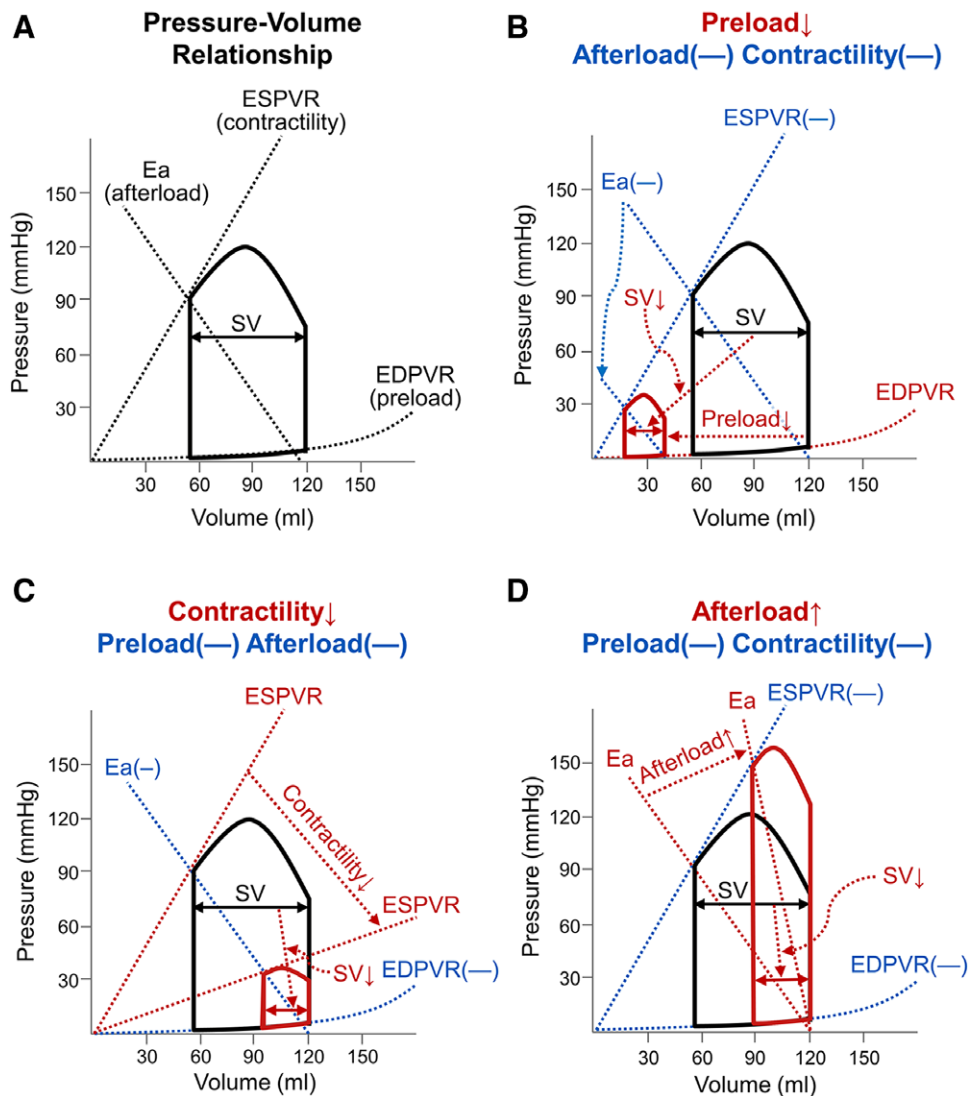 A
Pressure-Volume
Relationship
ESPVR
(contractility)
Ea
(afterload)
150
120
90
60
30
SV
EDPVR
(preload)
30 60 90 120 150
Pressure (mmHg)
Volume (ml)
B
Preload↓
Afterload(—) Contractility(—)
ESPVR(—)
Ea(—)
150
120
90
60
30
SV↓
SV
EDPVR
Preload↓
30 60 90 120 150
Pressure (mmHg)
Volume (ml)
C
Contractility↓
Preload(—) Afterload(—)
ESPVR
Ea(–)
150
120
90
60
30
Contractility↓
SV
ESPVR
SV↓
EDPVR(—)
30 60 90 120 150
Pressure (mmHg)
Volume (ml)
D
Afterload↑
Preload(—) Contractility(—)
Ea
ESPVR(—)
Ea
Afterload↑
150
120
90
60
30
SV
SV↓
EDPVR(—)
30 60 90 120 150
Pressure (mmHg)
Volume (ml)